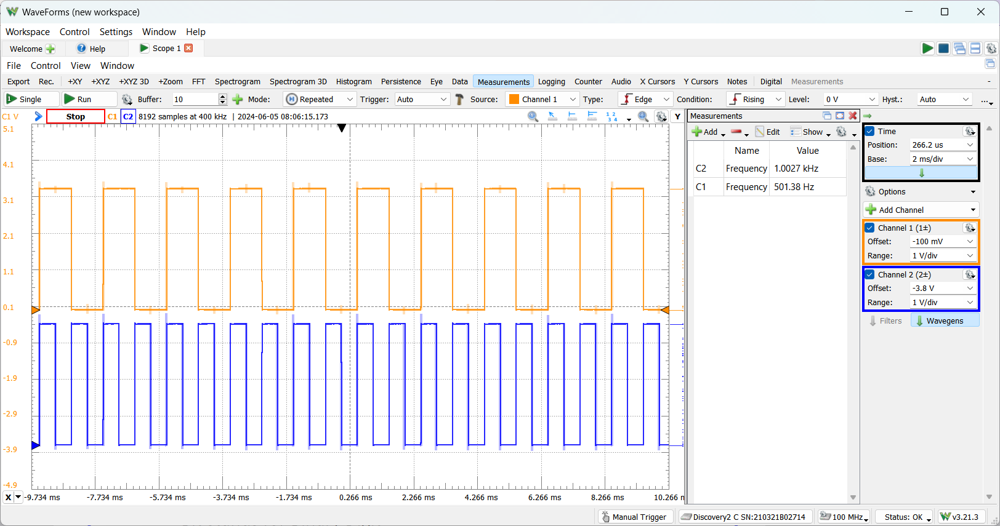 WaveForms (new workspace)
Workspace Control Settings Window Help
Welcome Help Scope 1
File Control View Window
Export Rec. +XY +XYZ +XYZ 3D +Zoom FFT Spectrogram Spectrogram 3D Histogram Persistence Eye Data Measurements Logging Counter Audio X Cursors Y Cursors Notes Digital Measurements
Single Run Buffer: 10 Mode: Repeated Trigger: Auto Source: Channel 1 Type: Edge Condition: Rising Level: 0 V Hyst.: Auto ...
C1 V Stop C1 C2 8192 samples at 400 kHz | 2024-06-05 08:06:15.173 Y
5.1
4.1
3.1
2.1
1.1
0.1
-0.9
-1.9
-2.9
-3.9
-4.9
X -9.734 ms -7.734 ms -5.734 ms -3.734 ms -1.734 ms 0.266 ms 2.266 ms 4.266 ms 6.266 ms 8.266 ms 10.266 m
Measurements
Add Edit Show
Name Value
C2 Frequency 1.0027 kHz
C1 Frequency 501.38 Hz
Time
Position: 266.2 us
Base: 2 ms/div
Options
Add Channel
Channel 1 (1±)
Offset: -100 mV
Range: 1 V/div
Channel 2 (2±)
Offset: -3.8 V
Range: 1 V/div
Filters Wavegens
Manual Trigger Discovery2 C SN:210321B02714 100 MHz Status: OK v3.21.3